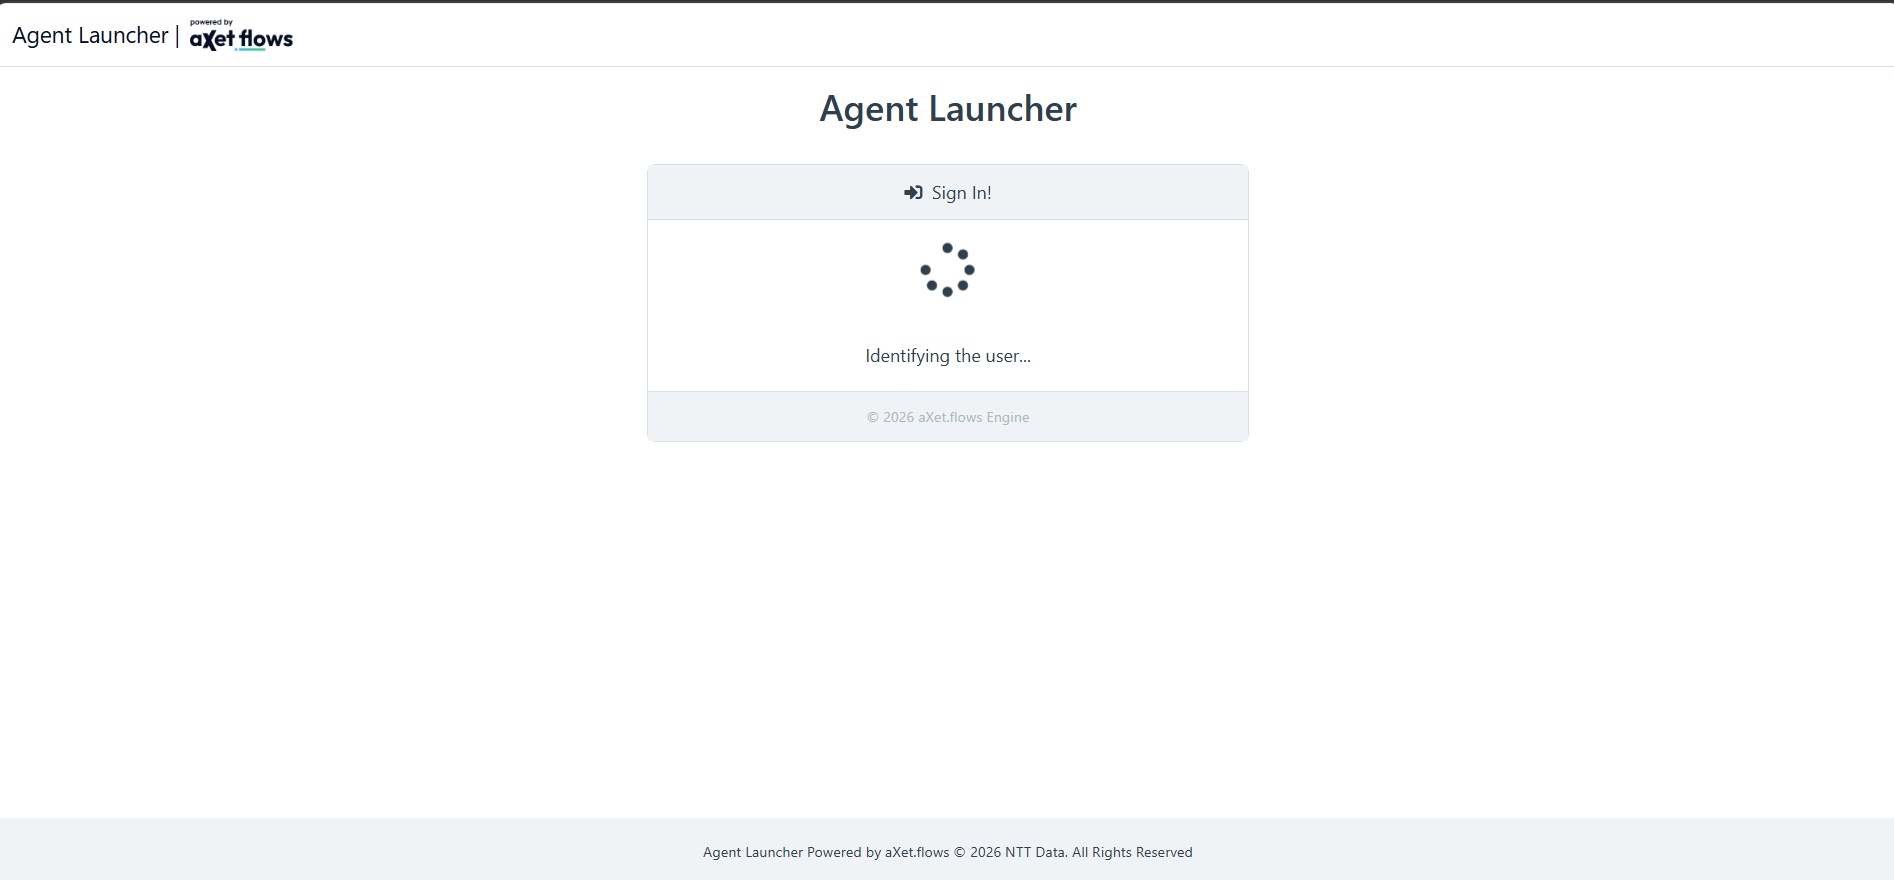 Agent Launcher |
powered by
aXet flows
Agent Launcher
Sign In!
Identifying the user...
© 2026 aXet.flows Engine
Agent Launcher Powered by aXet.flows © 2026 NTT Data. All Rights Reserved